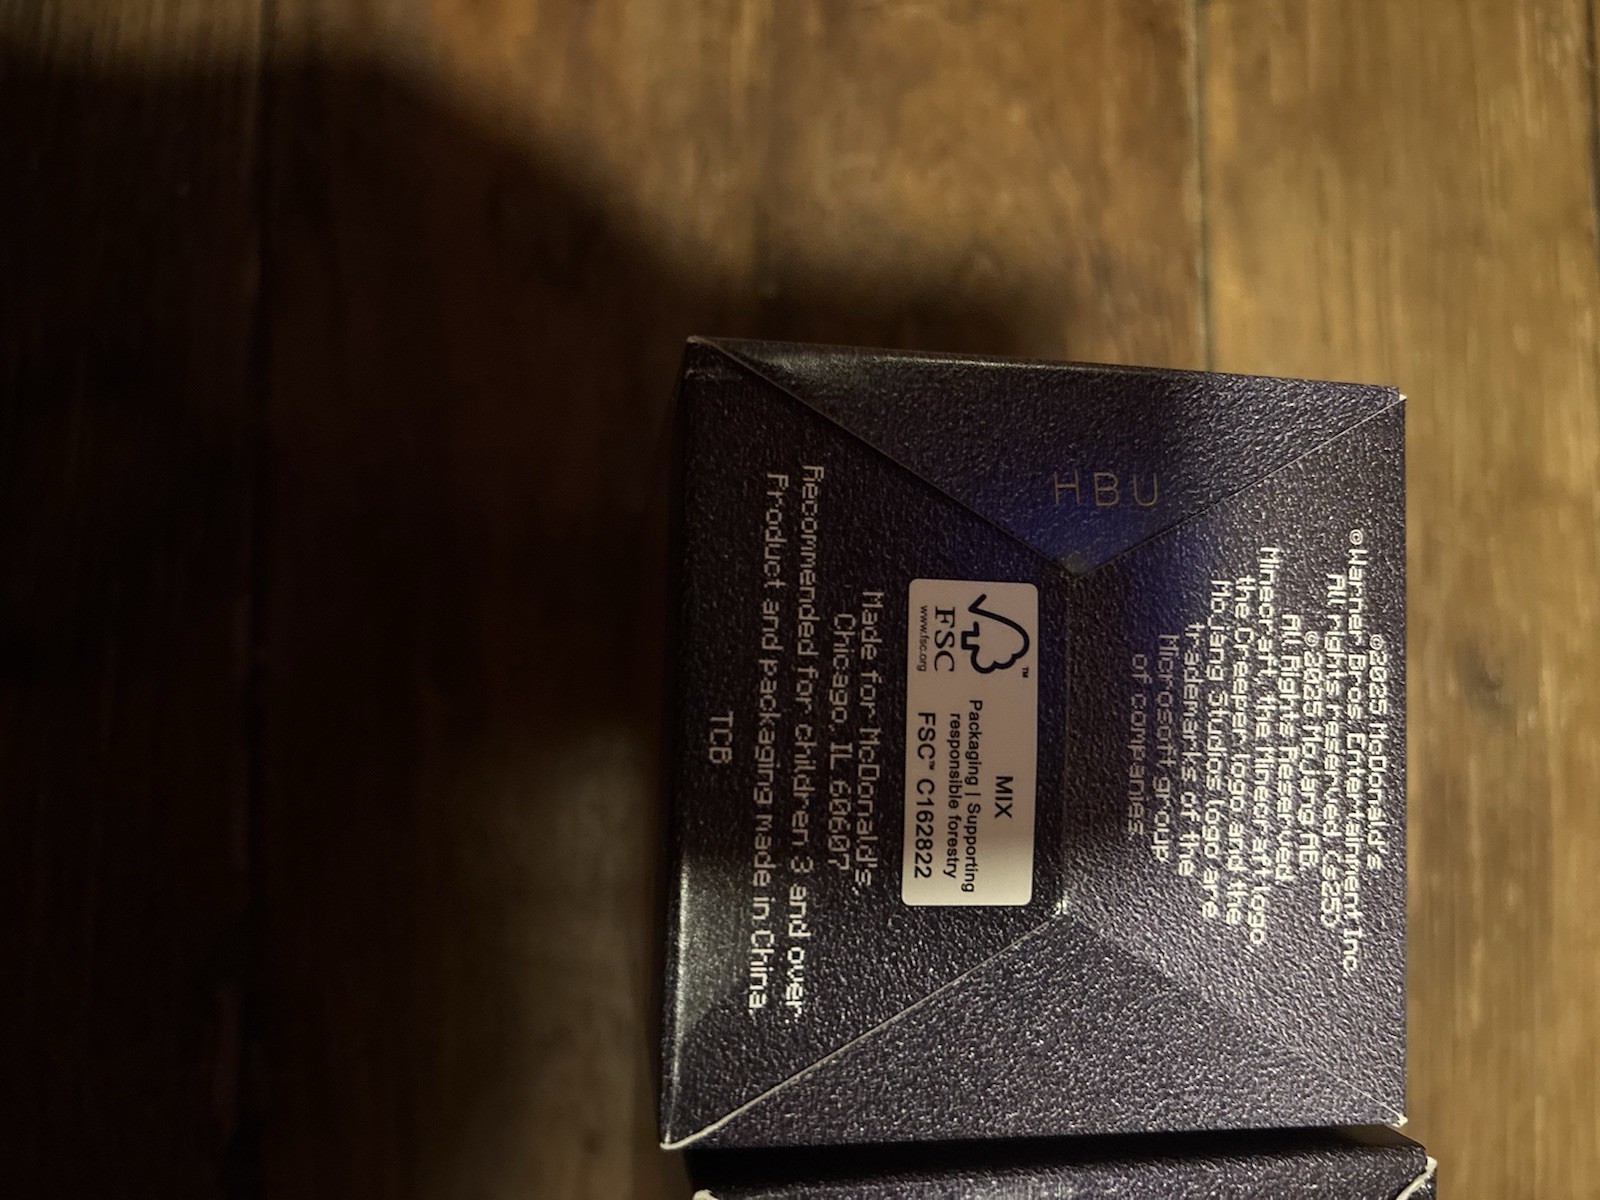 HBU
©2025 McDonald's
©Warner Bros Entertainment Inc.
All rights reserved (s25)
©2025 Mojang AB
All Rights Reserved
Minecraft, the Minecraft logo
the Creeper logo and the
Mojang Studios logo are
trademarks of the
Microsoft group
of companies
MIX
Packaging | Supporting
responsible forestry
FSC™ C162822
™
FSC
www.fsc.org
Made for McDonald's,
Chicago, IL 60607
Recommended for children 3 and over.
Product and packaging made in China.
TCB